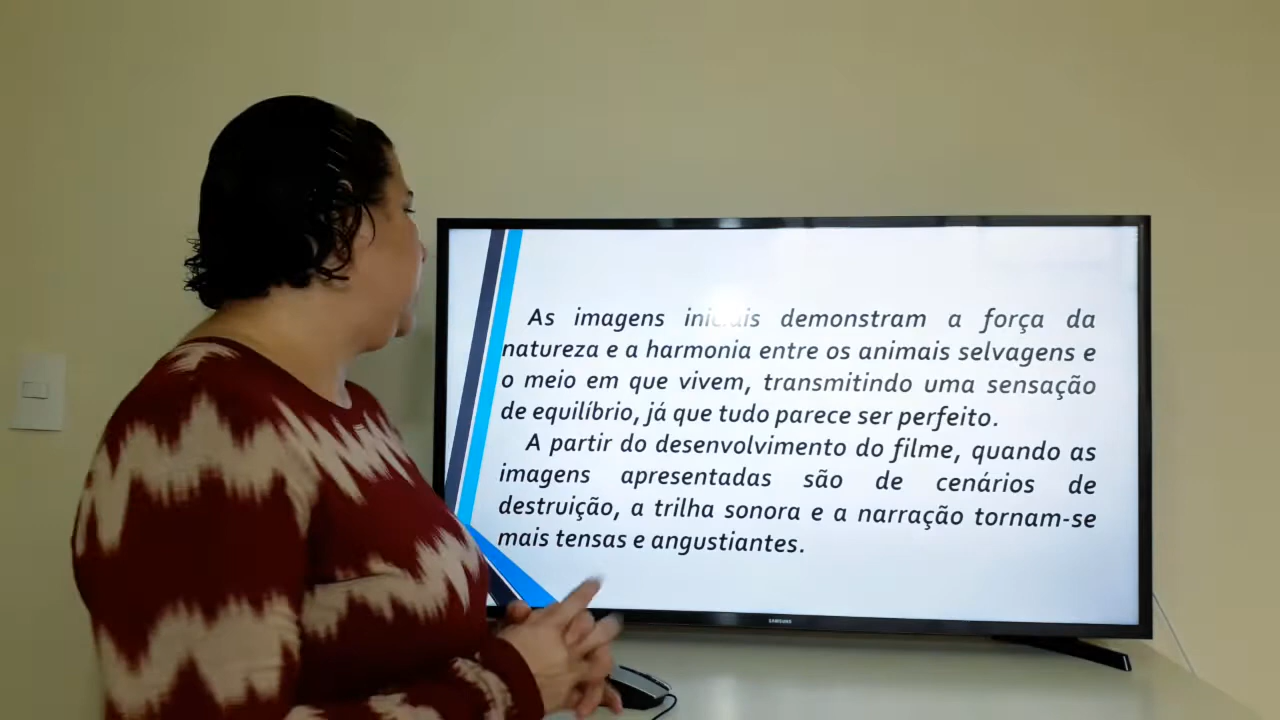 As imagens iniciais demonstram a força da
natureza e a harmonia entre os animais selvagens e
o meio em que vivem, transmitindo uma sensação
de equilíbrio, já que tudo parece ser perfeito.
A partir do desenvolvimento do filme, quando as
imagens apresentadas são de cenários de
destruição, a trilha sonora e a narração tornam-se
mais tensas e angustiantes.
SAMSUNG